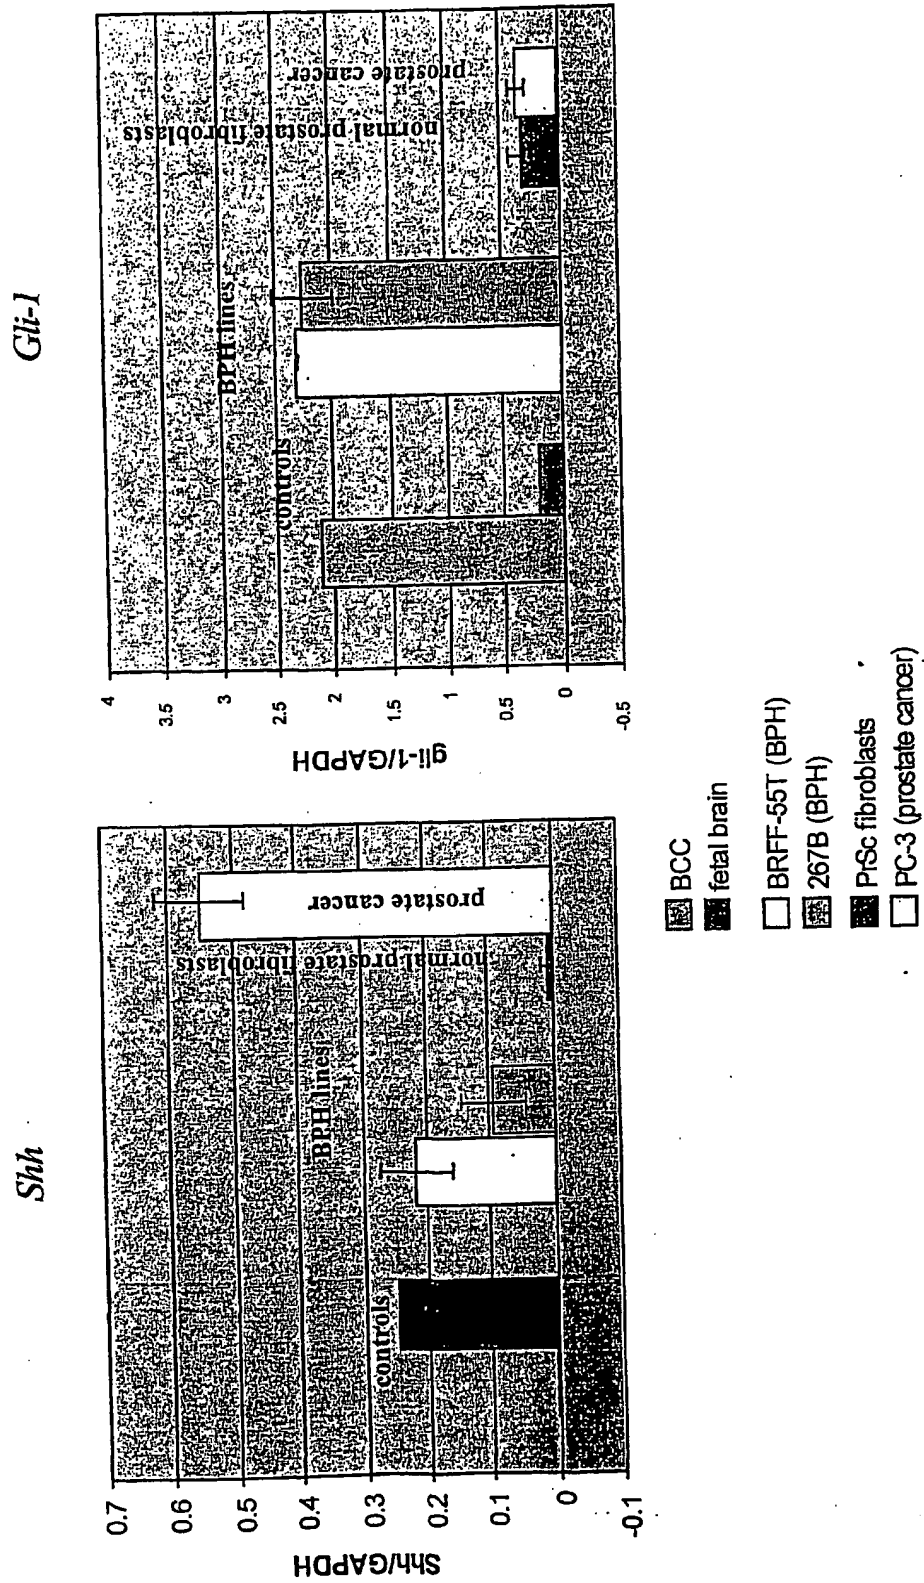 Shh
Shh/GAPDH
0.7
0.6
0.5
0.4
0.3
0.2
0.1
0
-0.1
controls
BPH lines
normal prostate fibroblasts
prostate cancer
Gli-1
gli-1/GAPDH
4
3.5
3
2.5
2
1.5
1
0.5
0
-0.5
controls
BPH lines
normal prostate fibroblasts
prostate cancer
BCC
fetal brain
BRFF-55T (BPH)
267B (BPH)
PrSc fibroblasts
PC-3 (prostate cancer)